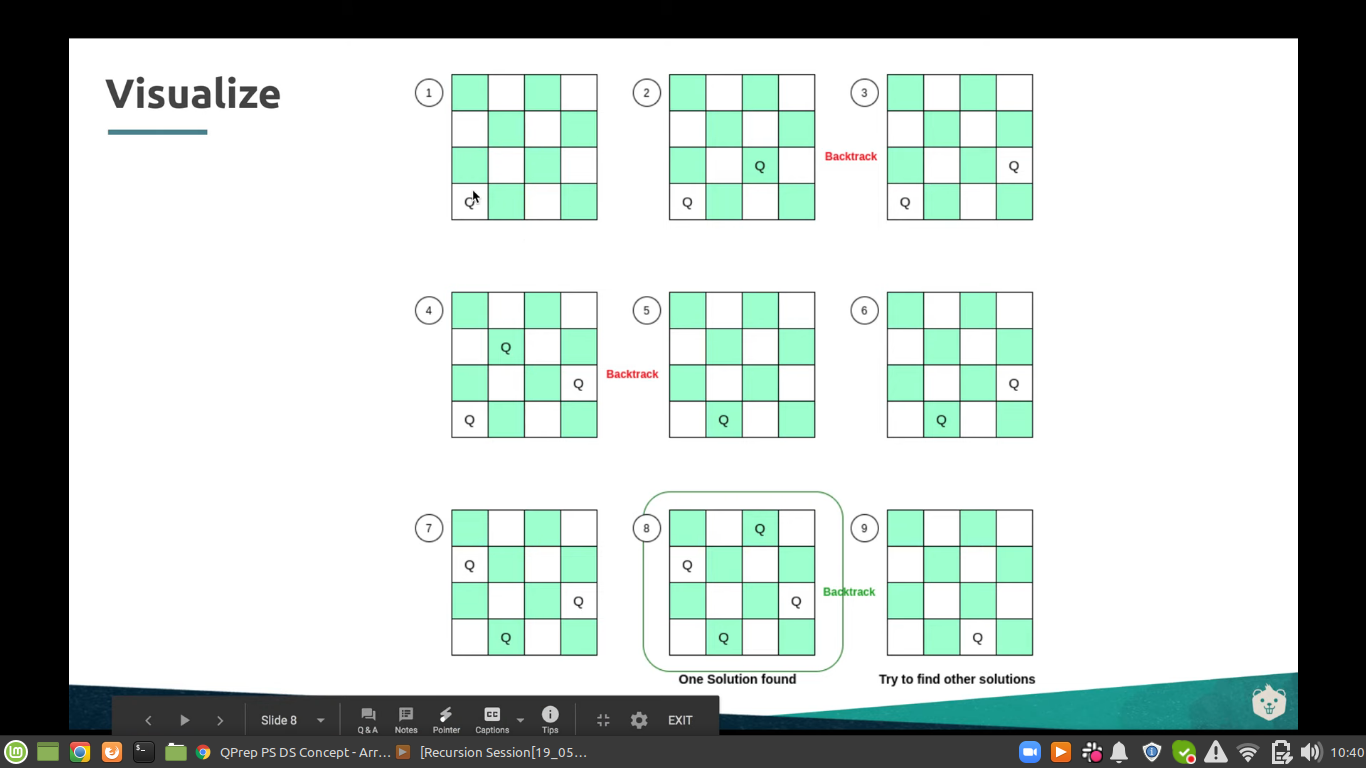 Visualize
1
2
3
Q
Q
Q
Backtrack
Q
Q
4
5
6
Q
Q
Q
Backtrack
Q
Q
Q
7
8
9
Q
Q
Q
Q
Q
Q
Q
Backtrack
Q
One Solution found
Try to find other solutions
Slide 8
Q & A
Notes
Pointer
Captions
Tips
EXIT
QPrep PS DS Concept - Arr...
[Recursion Session[19_05...
10:40